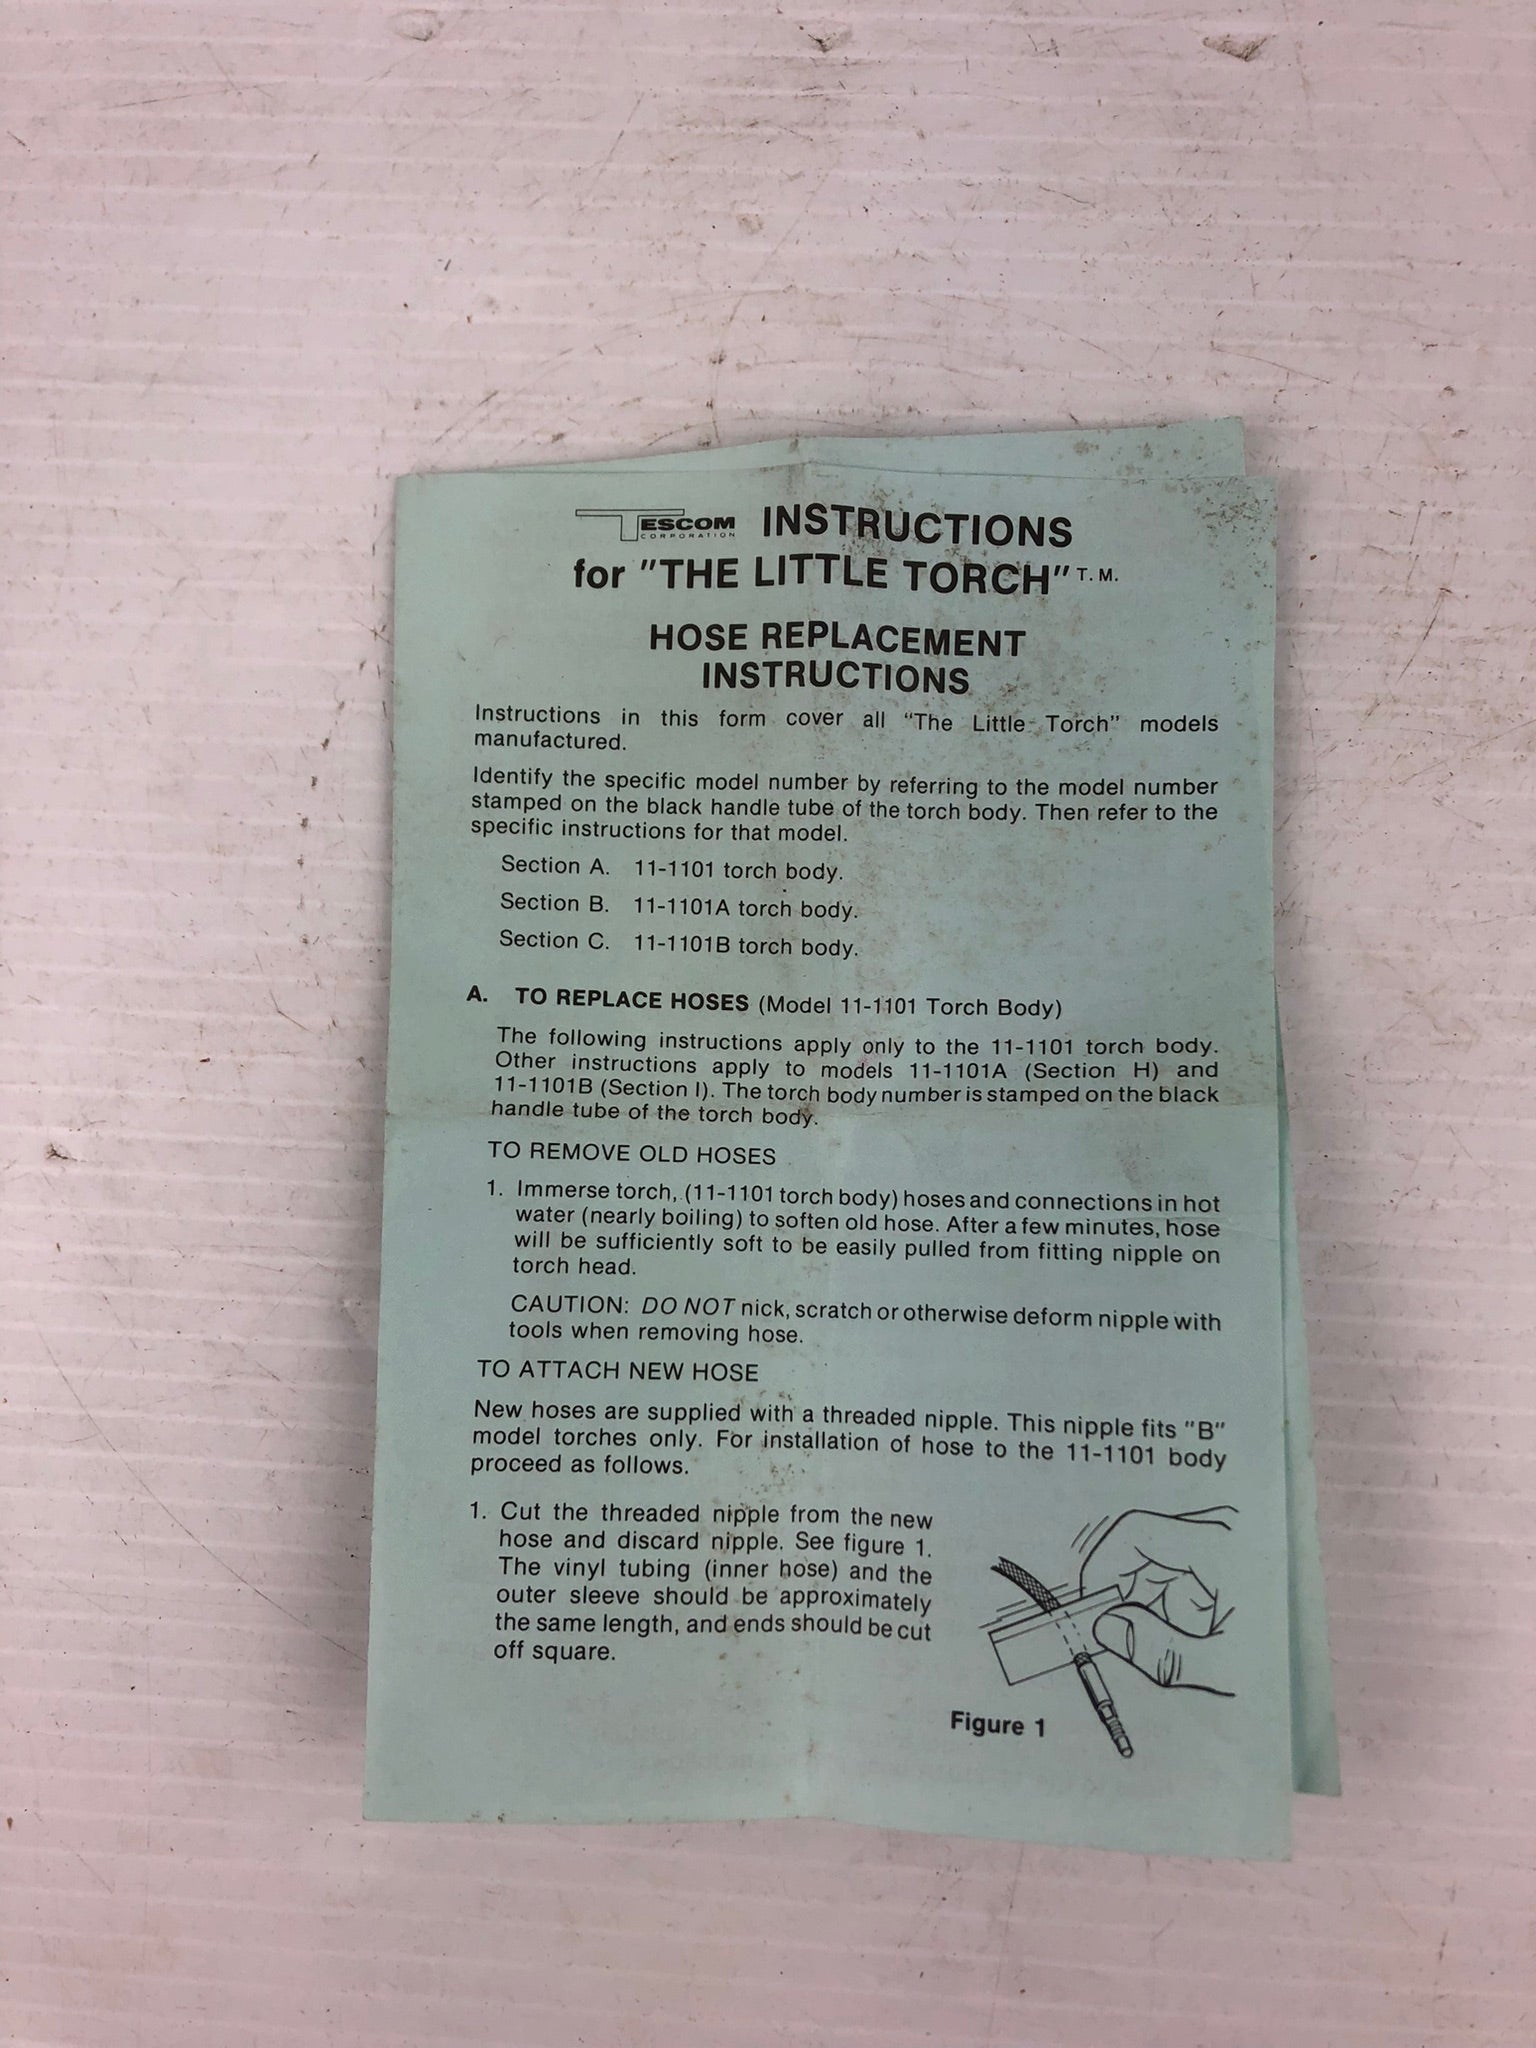 TESCOM CORPORATION INSTRUCTIONS
for "THE LITTLE TORCH" T.M.
HOSE REPLACEMENT
INSTRUCTIONS
Instructions in this form cover all "The Little Torch" models
manufactured.
Identify the specific model number by referring to the model number
stamped on the black handle tube of the torch body. Then refer to the
specific instructions for that model.
Section A. 11-1101 torch body.
Section B. 11-1101A torch body.
Section C. 11-1101B torch body.
A. TO REPLACE HOSES (Model 11-1101 Torch Body)
The following instructions apply only to the 11-1101 torch body.
Other instructions apply to models 11-1101A (Section H) and
11-1101B (Section I). The torch body number is stamped on the black
handle tube of the torch body.
TO REMOVE OLD HOSES
1. Immerse torch, (11-1101 torch body) hoses and connections in hot
water (nearly boiling) to soften old hose. After a few minutes, hose
will be sufficiently soft to be easily pulled from fitting nipple on
torch head.
CAUTION: DO NOT nick, scratch or otherwise deform nipple with
tools when removing hose.
TO ATTACH NEW HOSE
New hoses are supplied with a threaded nipple. This nipple fits "B"
model torches only. For installation of hose to the 11-1101 body
proceed as follows.
1. Cut the threaded nipple from the new
hose and discard nipple. See figure 1.
The vinyl tubing (inner hose) and the
outer sleeve should be approximately
the same length, and ends should be cut
off square.
Figure 1